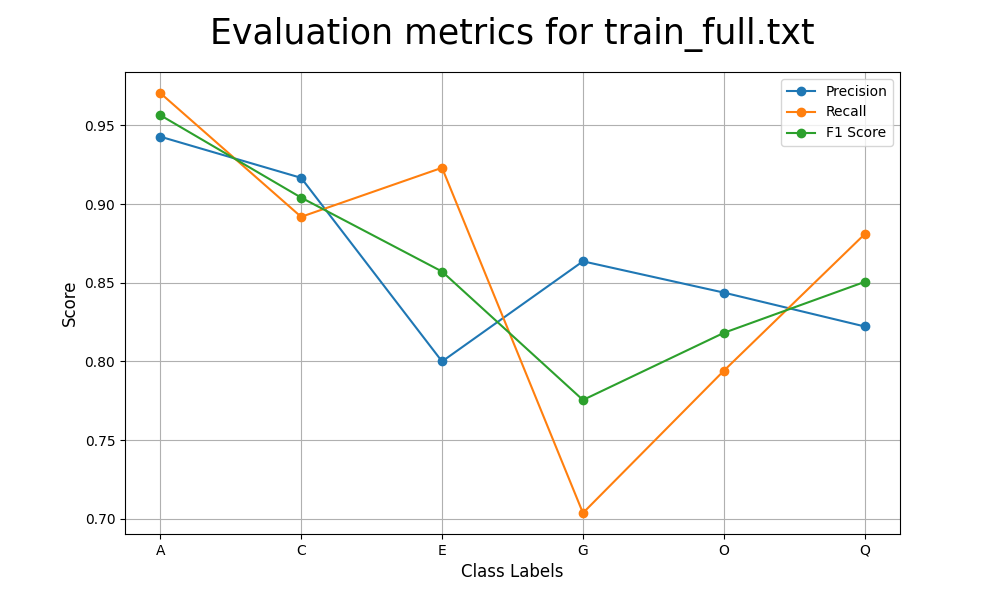 Evaluation metrics for train_full.txt
Precision
Recall
F1 Score
0.95
0.90
0.85
0.80
0.75
0.70
Score
A C E G O Q
Class Labels